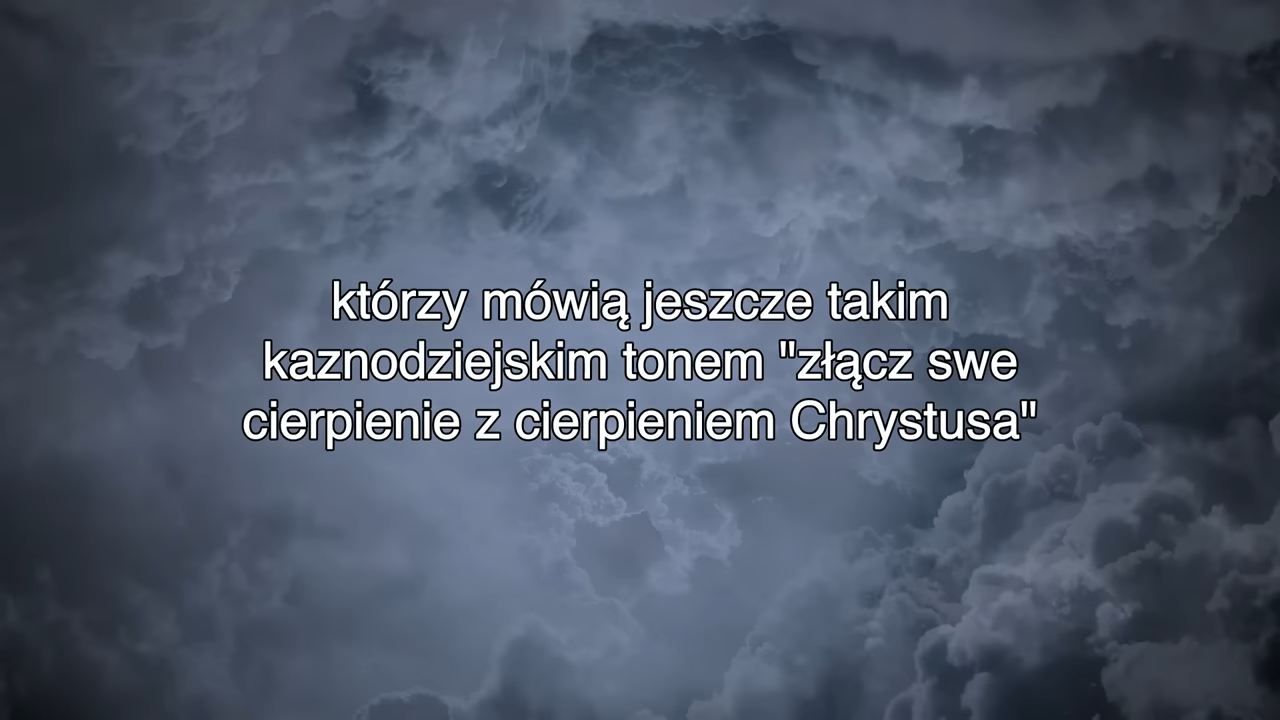 którzy mówią jeszcze takim
kaznodziejskim tonem "złącz swe
cierpienie z cierpieniem Chrystusa"